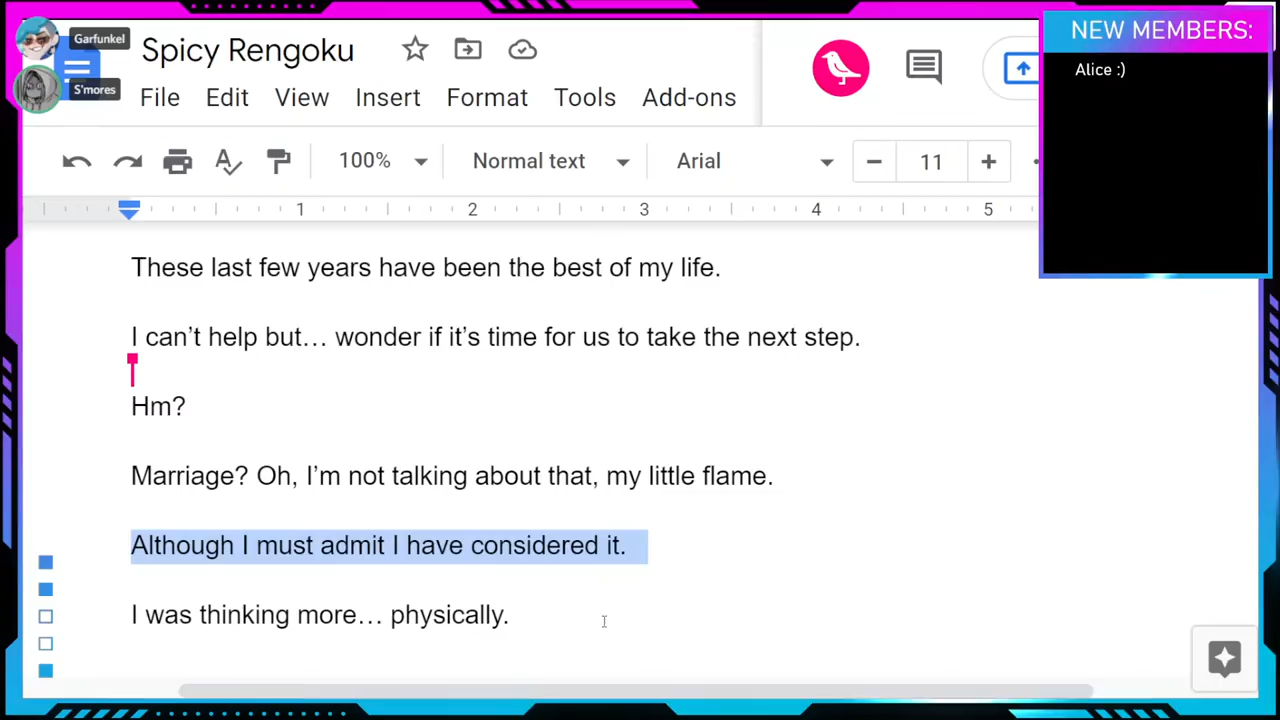 Garfunkel
S'mores
Spicy Rengoku
File Edit View Insert Format Tools Add-ons
NEW MEMBERS:
Alice :)
100% Normal text Arial 11
1 2 3 4 5
These last few years have been the best of my life.
I can’t help but… wonder if it’s time for us to take the next step.
Hm?
Marriage? Oh, I’m not talking about that, my little flame.
Although I must admit I have considered it.
I was thinking more… physically.